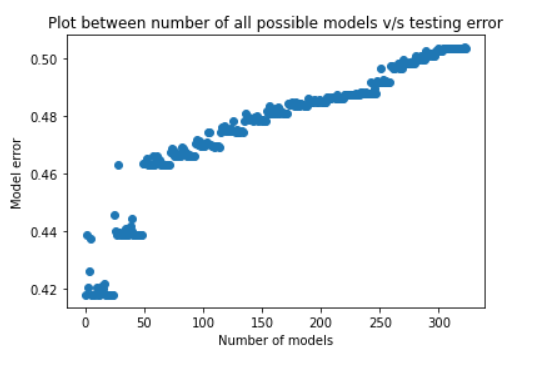 Plot between number of all possible models v/s testing error
0.50
0.48
0.46
0.44
0.42
Model error
0 50 100 150 200 250 300
Number of models